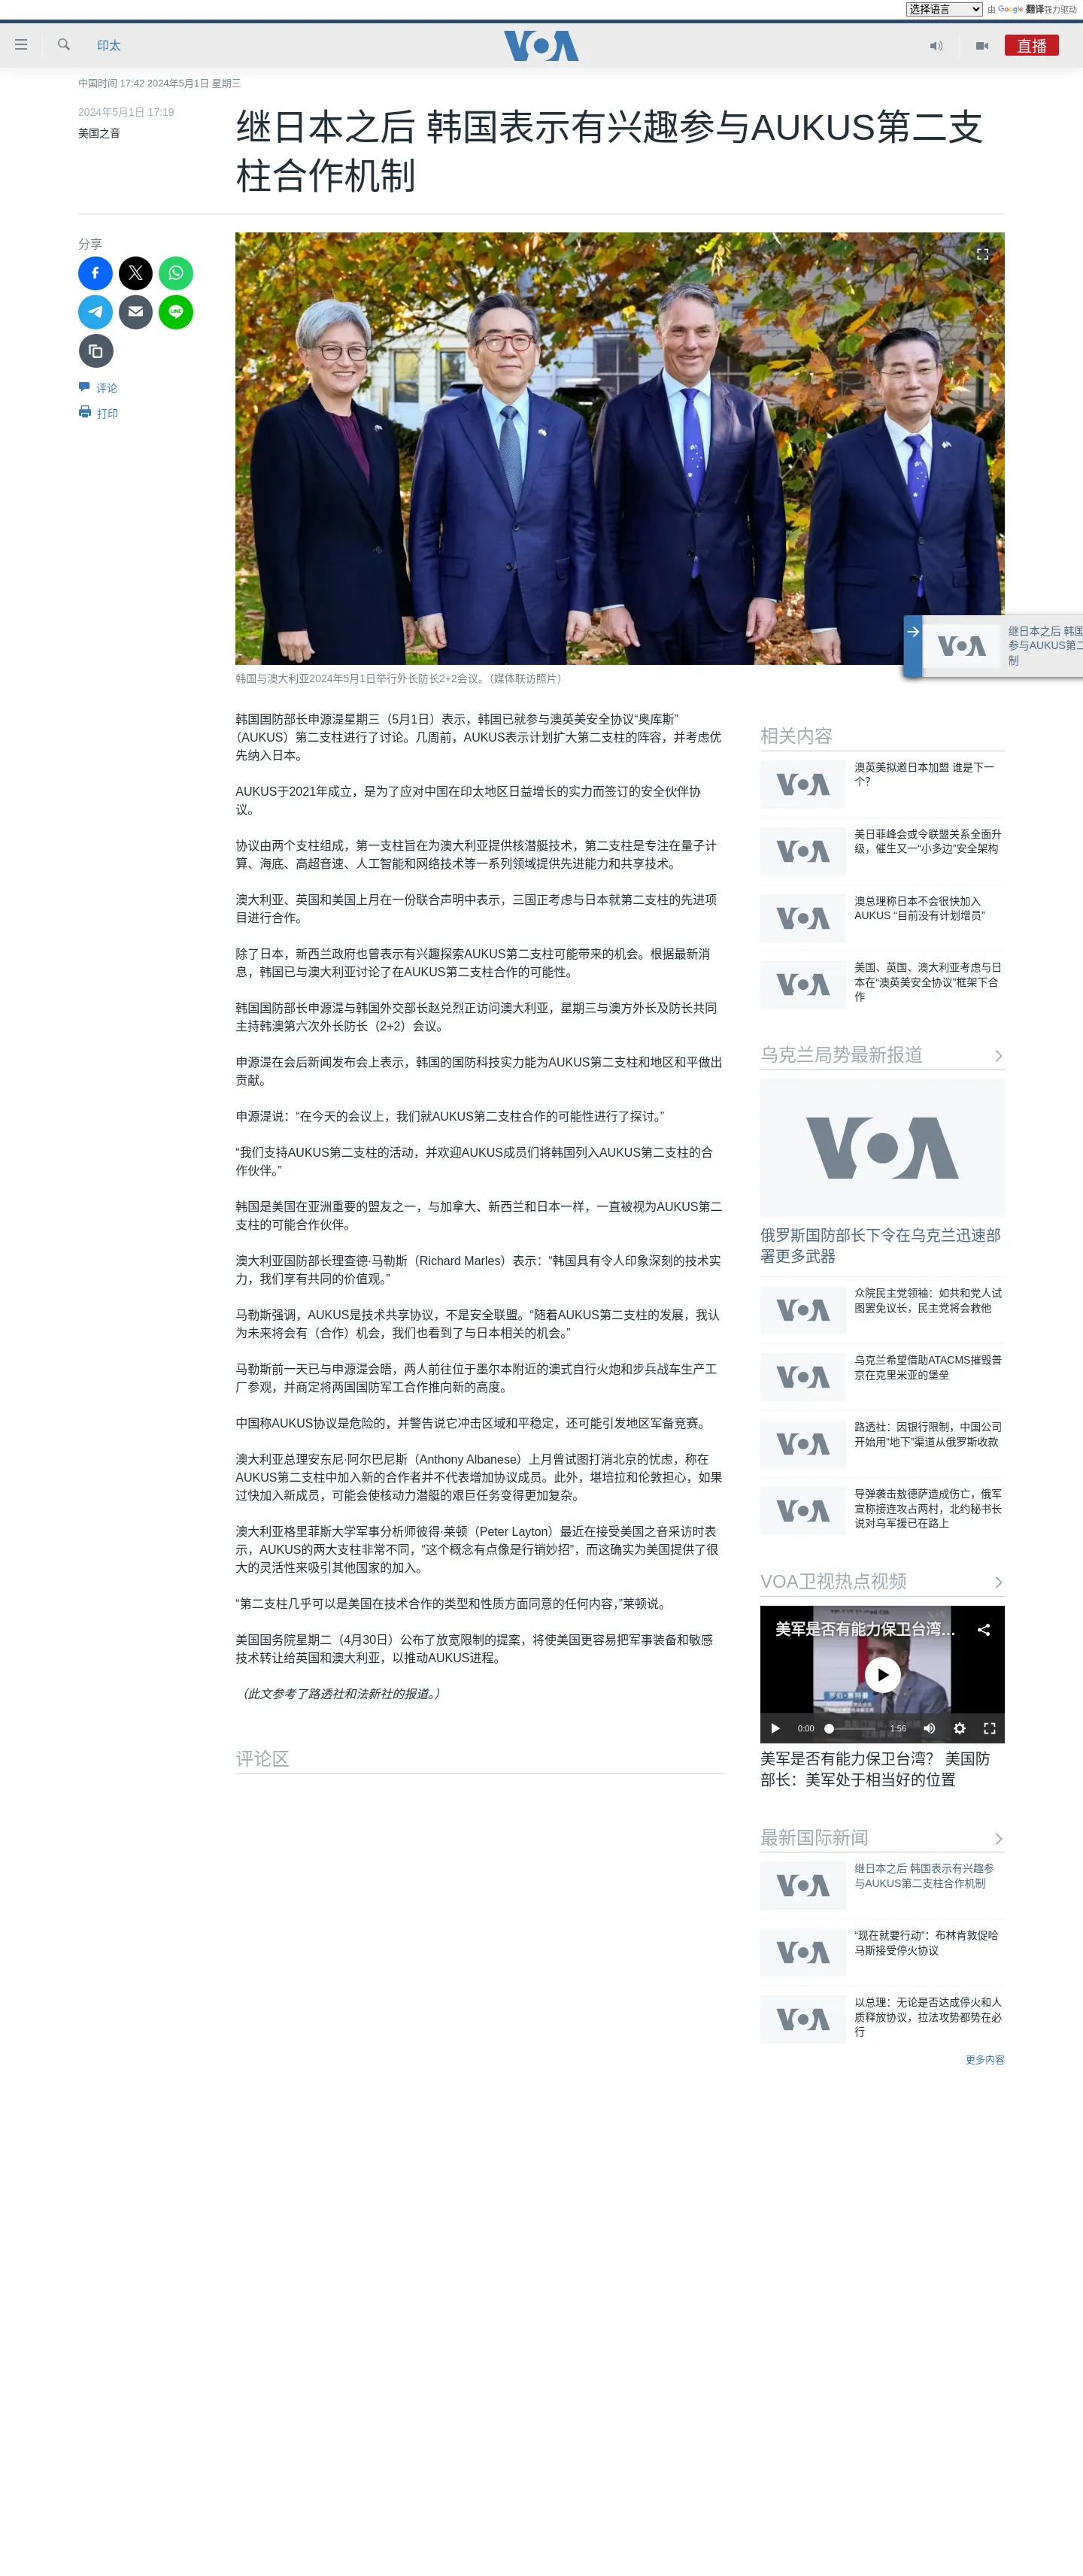 选择语言
由 Google 翻译强力驱动
印太
VOA
直播
中国时间 17:42 2024年5月1日 星期三
2024年5月1日 17:19
美国之音
继日本之后 韩国表示有兴趣参与AUKUS第二支
柱合作机制
分享
评论
打印
VOA
继日本之后 韩国
参与AUKUS第二
制
韩国与澳大利亚2024年5月1日举行外长防长2+2会议。（媒体联访照片）
韩国国防部长申源湜星期三（5月1日）表示，韩国已就参与澳英美安全协议“奥库斯”
（AUKUS）第二支柱进行了讨论。几周前，AUKUS表示计划扩大第二支柱的阵容，并考虑优
先纳入日本。
AUKUS于2021年成立，是为了应对中国在印太地区日益增长的实力而签订的安全伙伴协
议。
协议由两个支柱组成，第一支柱旨在为澳大利亚提供核潜艇技术，第二支柱是专注在量子计
算、海底、高超音速、人工智能和网络技术等一系列领域提供先进能力和共享技术。
澳大利亚、英国和美国上月在一份联合声明中表示，三国正考虑与日本就第二支柱的先进项
目进行合作。
除了日本，新西兰政府也曾表示有兴趣探索AUKUS第二支柱可能带来的机会。根据最新消
息，韩国已与澳大利亚讨论了在AUKUS第二支柱合作的可能性。
韩国国防部长申源湜与韩国外交部长赵兑烈正访问澳大利亚，星期三与澳方外长及防长共同
主持韩澳第六次外长防长（2+2）会议。
申源湜在会后新闻发布会上表示，韩国的国防科技实力能为AUKUS第二支柱和地区和平做出
贡献。
申源湜说：“在今天的会议上，我们就AUKUS第二支柱合作的可能性进行了探讨。”
“我们支持AUKUS第二支柱的活动，并欢迎AUKUS成员们将韩国列入AUKUS第二支柱的合
作伙伴。”
韩国是美国在亚洲重要的盟友之一，与加拿大、新西兰和日本一样，一直被视为AUKUS第二
支柱的可能合作伙伴。
澳大利亚国防部长理查德·马勒斯（Richard Marles）表示：“韩国具有令人印象深刻的技术实
力，我们享有共同的价值观。”
马勒斯强调，AUKUS是技术共享协议，不是安全联盟。“随着AUKUS第二支柱的发展，我认
为未来将会有（合作）机会，我们也看到了与日本相关的机会。”
马勒斯前一天已与申源湜会晤，两人前往位于墨尔本附近的澳式自行火炮和步兵战车生产工
厂参观，并商定将两国国防军工合作推向新的高度。
中国称AUKUS协议是危险的，并警告说它冲击区域和平稳定，还可能引发地区军备竞赛。
澳大利亚总理安东尼·阿尔巴尼斯（Anthony Albanese）上月曾试图打消北京的忧虑，称在
AUKUS第二支柱中加入新的合作者并不代表增加协议成员。此外，堪培拉和伦敦担心，如果
过快加入新成员，可能会使核动力潜艇的艰巨任务变得更加复杂。
澳大利亚格里菲斯大学军事分析师彼得·莱顿（Peter Layton）最近在接受美国之音采访时表
示，AUKUS的两大支柱非常不同，“这个概念有点像是行销妙招”，而这确实为美国提供了很
大的灵活性来吸引其他国家的加入。
“第二支柱几乎可以是美国在技术合作的类型和性质方面同意的任何内容，”莱顿说。
美国国务院星期二（4月30日）公布了放宽限制的提案，将使美国更容易把军事装备和敏感
技术转让给英国和澳大利亚，以推动AUKUS进程。
（此文参考了路透社和法新社的报道。）
评论区
相关内容
VOA
澳英美拟邀日本加盟 谁是下一
个？
VOA
美日菲峰会或令联盟关系全面升
级，催生又一“小多边”安全架构
VOA
澳总理称日本不会很快加入
AUKUS “目前没有计划增员”
VOA
美国、英国、澳大利亚考虑与日
本在“澳英美安全协议”框架下合
作
乌克兰局势最新报道
VOA
俄罗斯国防部长下令在乌克兰迅速部
署更多武器
VOA
众院民主党领袖：如共和党人试
图罢免议长，民主党将会救他
VOA
乌克兰希望借助ATACMS摧毁普
京在克里米亚的堡垒
VOA
路透社：因银行限制，中国公司
开始用“地下”渠道从俄罗斯收款
VOA
导弹袭击敖德萨造成伤亡，俄军
宣称接连攻占两村，北约秘书长
说对乌军援已在路上
VOA卫视热点视频
美军是否有能力保卫台湾…
0:00
1:56
美军是否有能力保卫台湾？ 美国防
部长：美军处于相当好的位置
最新国际新闻
VOA
继日本之后 韩国表示有兴趣参
与AUKUS第二支柱合作机制
VOA
“现在就要行动”：布林肯敦促哈
马斯接受停火协议
VOA
以总理：无论是否达成停火和人
质释放协议，拉法攻势都势在必
行
更多内容